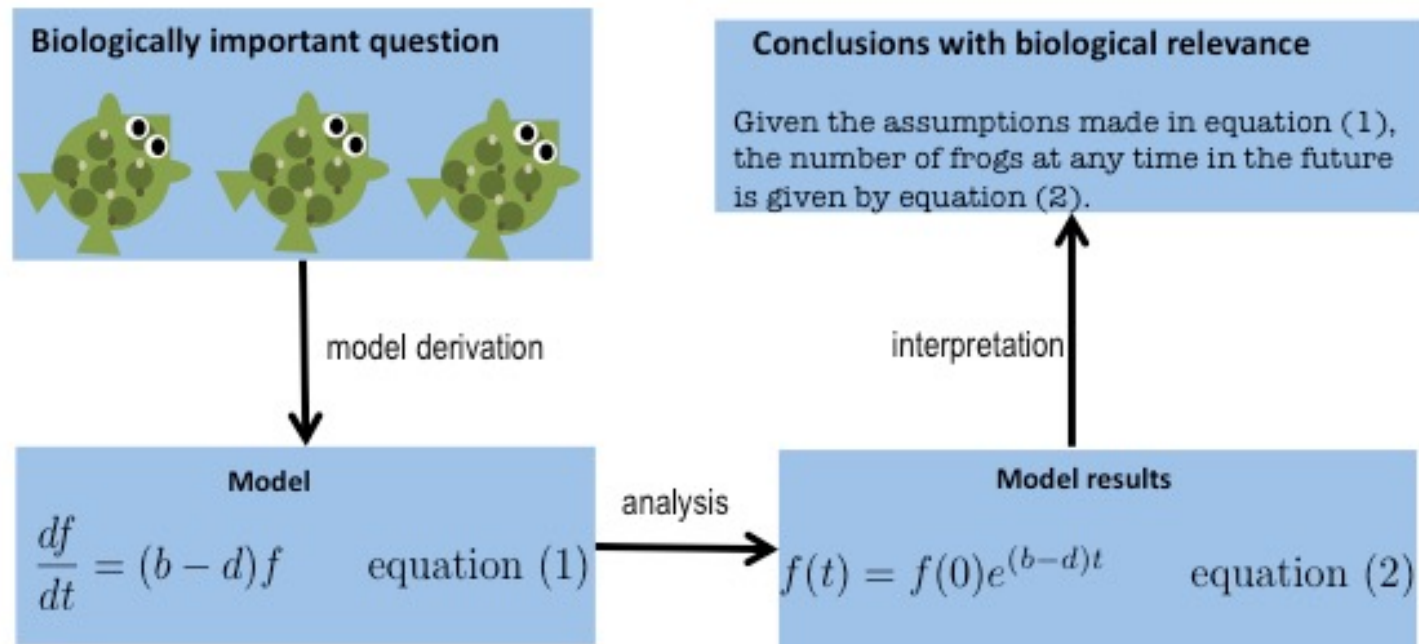 Biologically important question
model derivation
Model
df/dt = (b − d)f equation (1)
analysis
Model results
f(t) = f(0)e^{(b−d)t} equation (2)
interpretation
Conclusions with biological relevance
Given the assumptions made in equation (1),
the number of frogs at any time in the future
is given by equation (2).